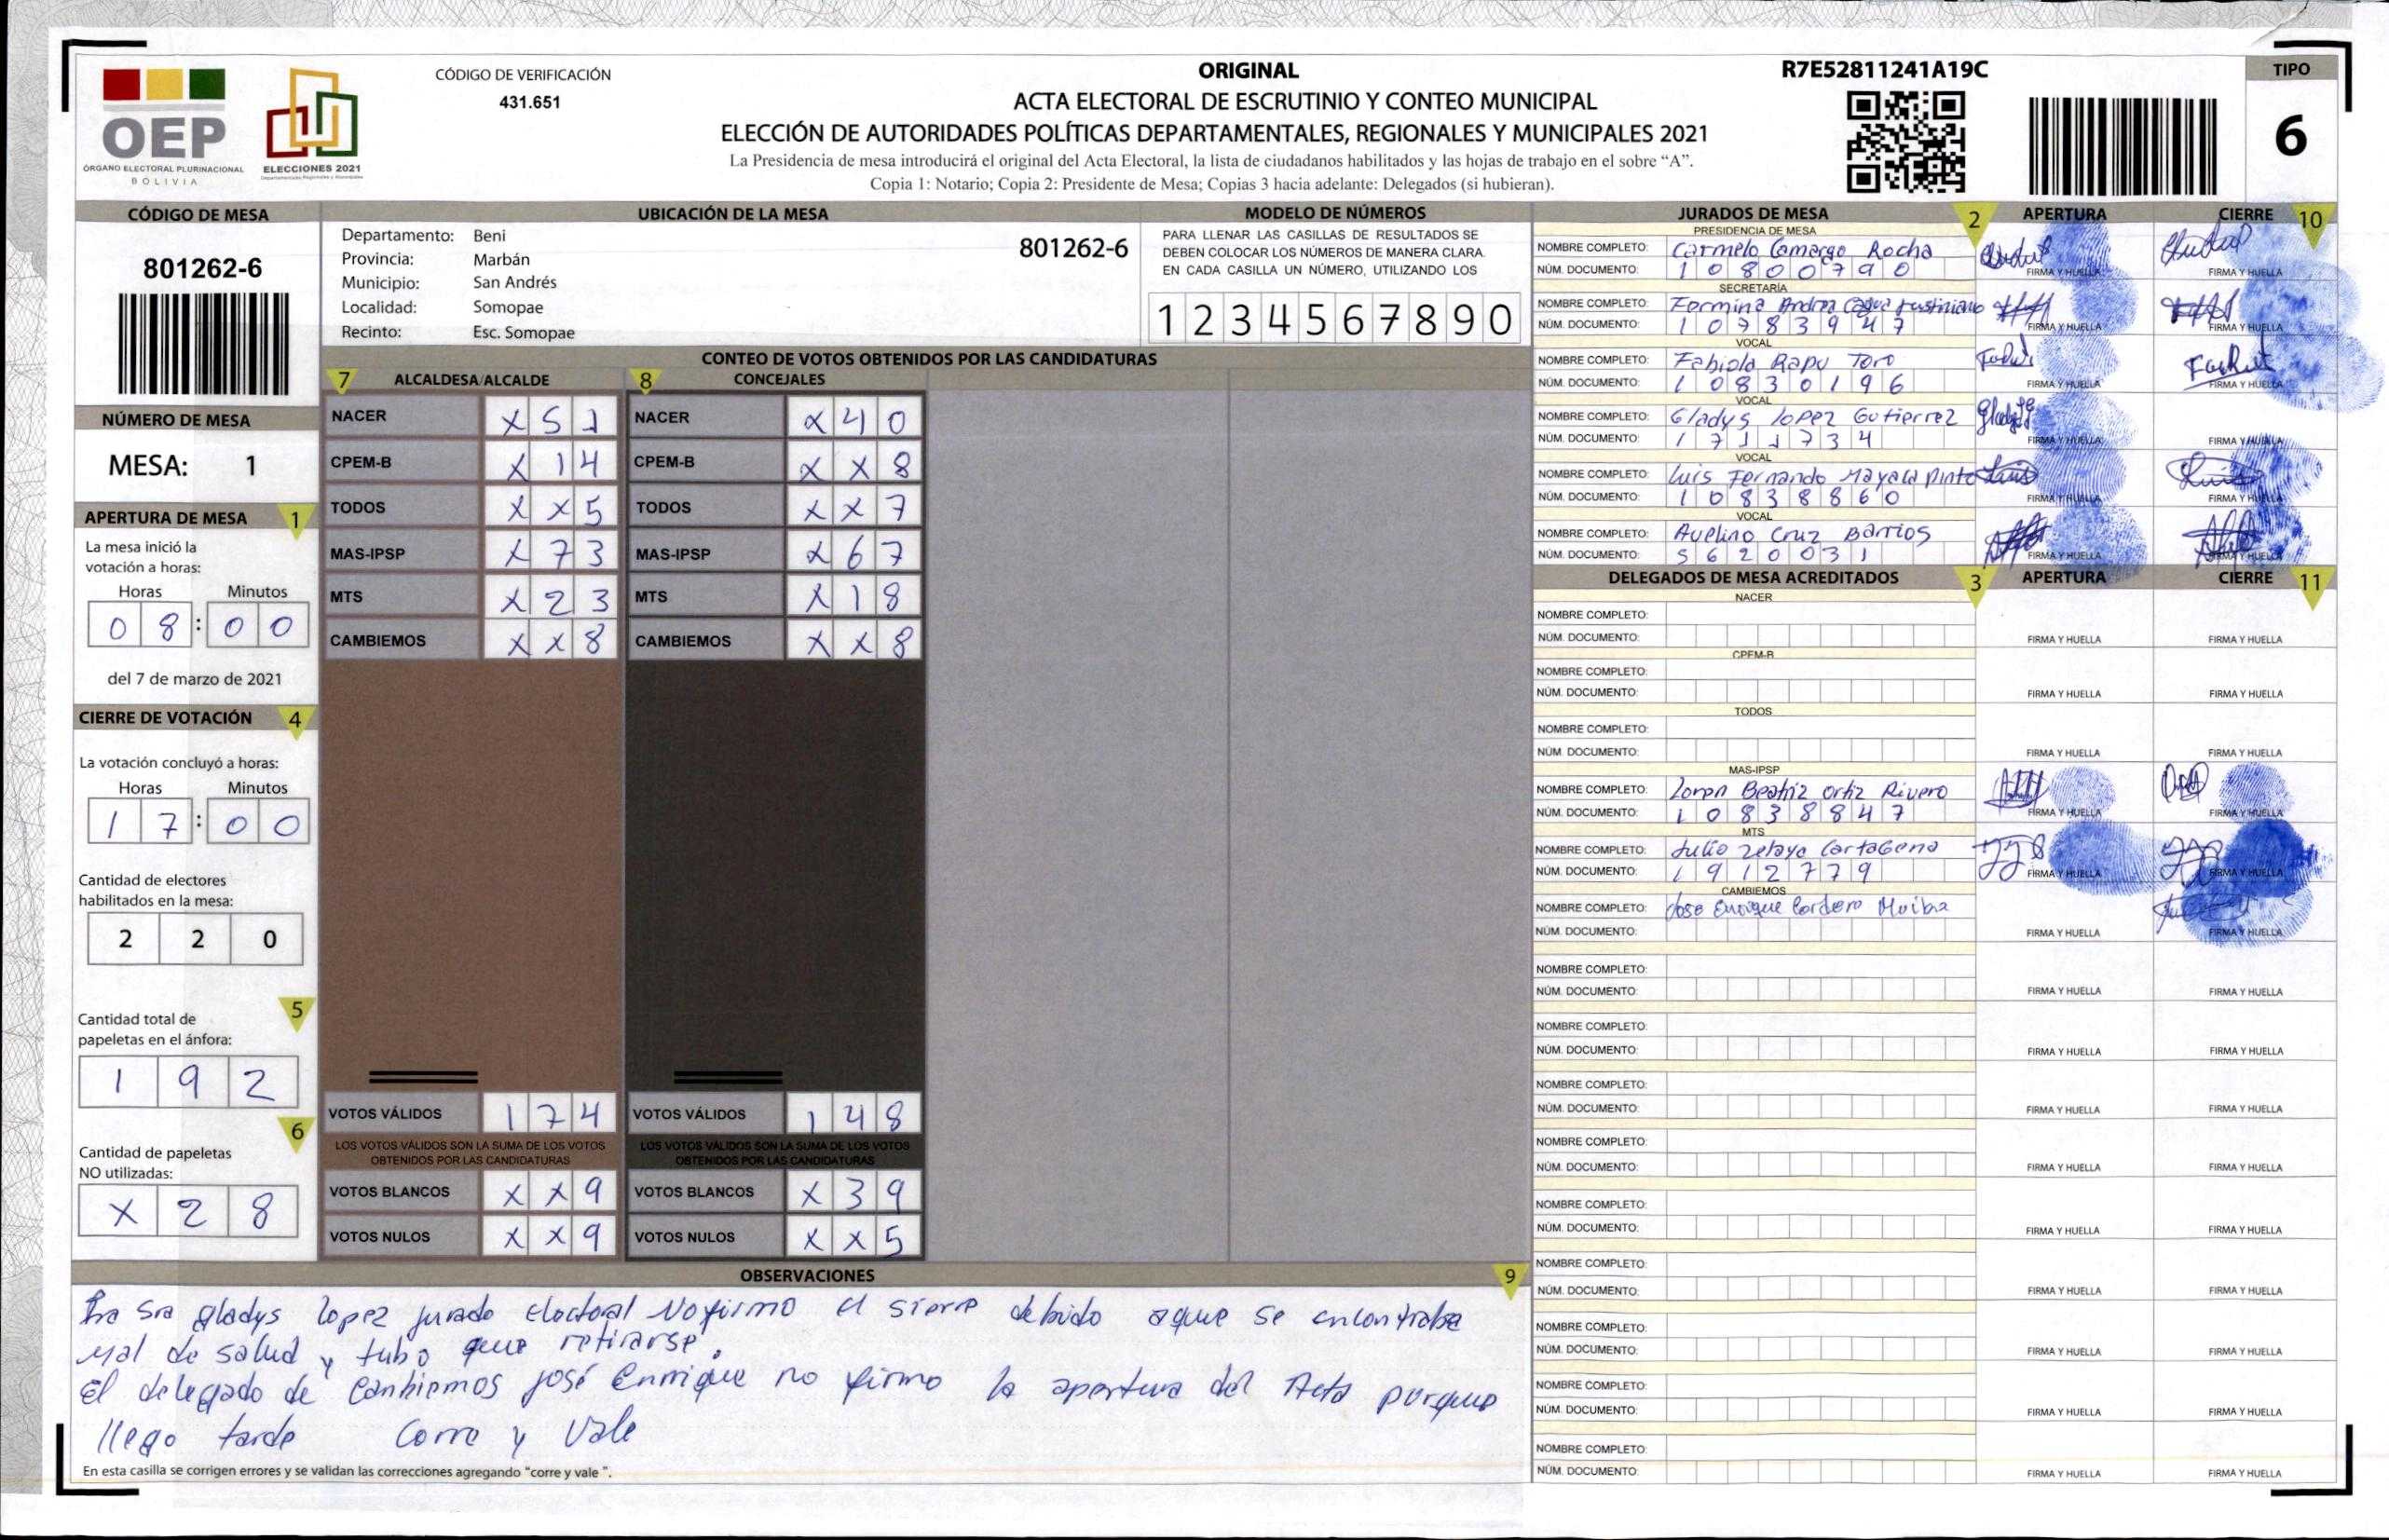 OEP
ÓRGANO ELECTORAL PLURINACIONAL
BOLIVIA
ELECCIONES 2021
CÓDIGO DE VERIFICACIÓN
431.651
ORIGINAL
ACTA ELECTORAL DE ESCRUTINIO Y CONTEO MUNICIPAL
ELECCIÓN DE AUTORIDADES POLÍTICAS DEPARTAMENTALES, REGIONALES Y MUNICIPALES 2021
La Presidencia de mesa introducirá el original del Acta Electoral, la lista de ciudadanos habilitados y las hojas de trabajo en el sobre “A”.
Copia 1: Notario; Copia 2: Presidente de Mesa; Copias 3 hacia adelante: Delegados (si hubieran).
R7E52811241A19C
TIPO
6
CÓDIGO DE MESA
801262-6
NÚMERO DE MESA
MESA: 1
APERTURA DE MESA 1
La mesa inició la
votación a horas:
Horas Minutos
0 8 : 0 0
del 7 de marzo de 2021
CIERRE DE VOTACIÓN 4
La votación concluyó a horas:
Horas Minutos
1 7 : 0 0
Cantidad de electores
habilitados en la mesa:
2 2 0
5
Cantidad total de
papeletas en el ánfora:
1 9 2
6
Cantidad de papeletas
NO utilizadas:
X 2 8
UBICACIÓN DE LA MESA
Departamento: Beni
Provincia: Marbán
Municipio: San Andrés
Localidad: Somopae
Recinto: Esc. Somopae
801262-6
MODELO DE NÚMEROS
PARA LLENAR LAS CASILLAS DE RESULTADOS SE
DEBEN COLOCAR LOS NÚMEROS DE MANERA CLARA.
EN CADA CASILLA UN NÚMERO, UTILIZANDO LOS
1 2 3 4 5 6 7 8 9 0
CONTEO DE VOTOS OBTENIDOS POR LAS CANDIDATURAS
7 ALCALDESA/ALCALDE
NACER X 5 1
CPEM-B X 1 4
TODOS X X 5
MAS-IPSP X 7 3
MTS X 2 3
CAMBIEMOS X X 8
VOTOS VÁLIDOS 1 7 4
LOS VOTOS VÁLIDOS SON LA SUMA DE LOS VOTOS
OBTENIDOS POR LAS CANDIDATURAS
VOTOS BLANCOS X X 9
VOTOS NULOS X X 9
8 CONCEJALES
NACER X 4 0
CPEM-B X X 8
TODOS X X 7
MAS-IPSP X 6 7
MTS X 1 8
CAMBIEMOS X X 8
VOTOS VÁLIDOS 1 4 8
LOS VOTOS VÁLIDOS SON LA SUMA DE LOS VOTOS
OBTENIDOS POR LAS CANDIDATURAS
VOTOS BLANCOS X 3 9
VOTOS NULOS X X 5
OBSERVACIONES 9
Sra gladys lopez jurado electoral No firmo el sierre debido aque se encontraba
mal de salud y tubo que retirarse.
El delegado de Canbiemos José Enrrique no firmo la apertura del Acta porque
llego tarde Corre y Vale
En esta casilla se corrigen errores y se validan las correcciones agregando “corre y vale ”.
JURADOS DE MESA 2 APERTURA CIERRE 10
PRESIDENCIA DE MESA
NOMBRE COMPLETO: Carmelo Camargo Rocha
NÚM. DOCUMENTO: 1 0 8 0 0 7 9 0 FIRMA Y HUELLA FIRMA Y HUELLA
SECRETARÍA
NOMBRE COMPLETO: Formina Andrea
NÚM. DOCUMENTO: 1 0 7 8 3 9 4 7 FIRMA Y HUELLA FIRMA Y HUELLA
VOCAL
NOMBRE COMPLETO: Fabiola Rapu Toro
NÚM. DOCUMENTO: 1 0 8 3 0 1 9 6 FIRMA Y HUELLA FIRMA Y HUELLA
VOCAL
NOMBRE COMPLETO: Gladys lopez Gutierrez
NÚM. DOCUMENTO: 1 7 1 1 7 3 4 FIRMA Y HUELLA FIRMA Y HUELLA
VOCAL
NOMBRE COMPLETO: Luis Fernando Mayala Pinto
NÚM. DOCUMENTO: 1 0 8 3 8 8 6 0 FIRMA Y HUELLA FIRMA Y HUELLA
VOCAL
NOMBRE COMPLETO: Avelino Cruz Barrios
NÚM. DOCUMENTO: 5 6 2 0 0 3 1 FIRMA Y HUELLA FIRMA Y HUELLA
DELEGADOS DE MESA ACREDITADOS 3 APERTURA CIERRE 11
NACER
NOMBRE COMPLETO:
NÚM. DOCUMENTO: FIRMA Y HUELLA FIRMA Y HUELLA
CPEM-B
NOMBRE COMPLETO:
NÚM. DOCUMENTO: FIRMA Y HUELLA FIRMA Y HUELLA
TODOS
NOMBRE COMPLETO:
NÚM. DOCUMENTO: FIRMA Y HUELLA FIRMA Y HUELLA
MAS-IPSP
NOMBRE COMPLETO: Loren Beatriz Ortiz Rivero
NÚM. DOCUMENTO: 1 0 8 3 8 8 4 7 FIRMA Y HUELLA FIRMA Y HUELLA
MTS
NOMBRE COMPLETO: Julio Zelaya Cartagena
NÚM. DOCUMENTO: 1 9 1 2 7 7 9 FIRMA Y HUELLA FIRMA Y HUELLA
CAMBIEMOS
NOMBRE COMPLETO: Jose Enrique Cordero Muiba
NÚM. DOCUMENTO: FIRMA Y HUELLA FIRMA Y HUELLA
NOMBRE COMPLETO:
NÚM. DOCUMENTO: FIRMA Y HUELLA FIRMA Y HUELLA
NOMBRE COMPLETO:
NÚM. DOCUMENTO: FIRMA Y HUELLA FIRMA Y HUELLA
NOMBRE COMPLETO:
NÚM. DOCUMENTO: FIRMA Y HUELLA FIRMA Y HUELLA
NOMBRE COMPLETO:
NÚM. DOCUMENTO: FIRMA Y HUELLA FIRMA Y HUELLA
NOMBRE COMPLETO:
NÚM. DOCUMENTO: FIRMA Y HUELLA FIRMA Y HUELLA
NOMBRE COMPLETO:
NÚM. DOCUMENTO: FIRMA Y HUELLA FIRMA Y HUELLA
NOMBRE COMPLETO:
NÚM. DOCUMENTO: FIRMA Y HUELLA FIRMA Y HUELLA
NOMBRE COMPLETO:
NÚM. DOCUMENTO: FIRMA Y HUELLA FIRMA Y HUELLA
NOMBRE COMPLETO:
NÚM. DOCUMENTO: FIRMA Y HUELLA FIRMA Y HUELLA